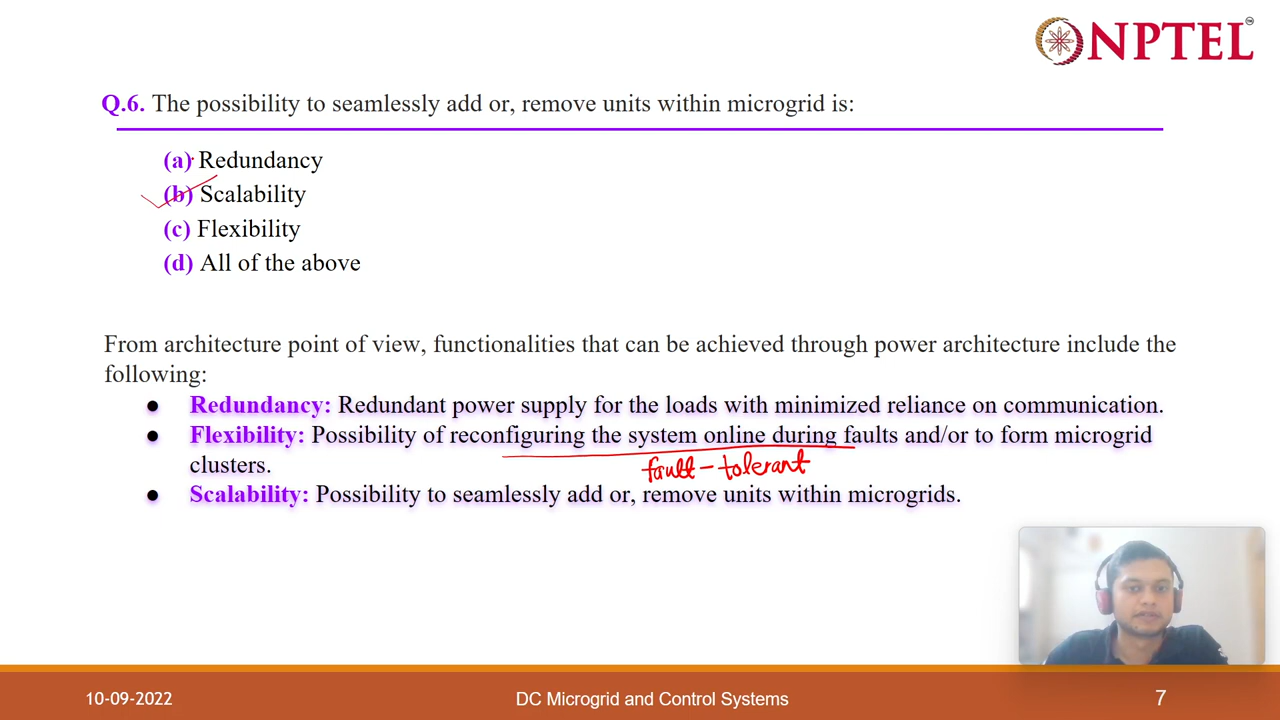 NPTEL
Q.6. The possibility to seamlessly add or, remove units within microgrid is:
(a) Redundancy
(b) Scalability
(c) Flexibility
(d) All of the above
From architecture point of view, functionalities that can be achieved through power architecture include the
following:
● Redundancy: Redundant power supply for the loads with minimized reliance on communication.
● Flexibility: Possibility of reconfiguring the system online during faults and/or to form microgrid
fault-tolerant
clusters.
● Scalability: Possibility to seamlessly add or, remove units within microgrids.
10-09-2022
DC Microgrid and Control Systems
7